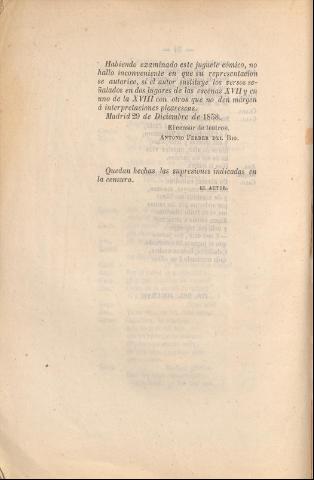 Habiendo examinado este juguete cómico, no
hallo inconveniente en que su representacion
se autorice, si el autor sustituye los versos se-
ñalados en dos lugares de las escenas XVII y en
uno de la XVIII con otros que no den márgen
á interpretaciones picarescas.
Madrid 29 de Diciembre de 1858.
El censor de teatros,
ANTONIO FERRER DEL RIO.
Quedan hechas las supresiones indicadas en
la censura.
EL AUTOR.